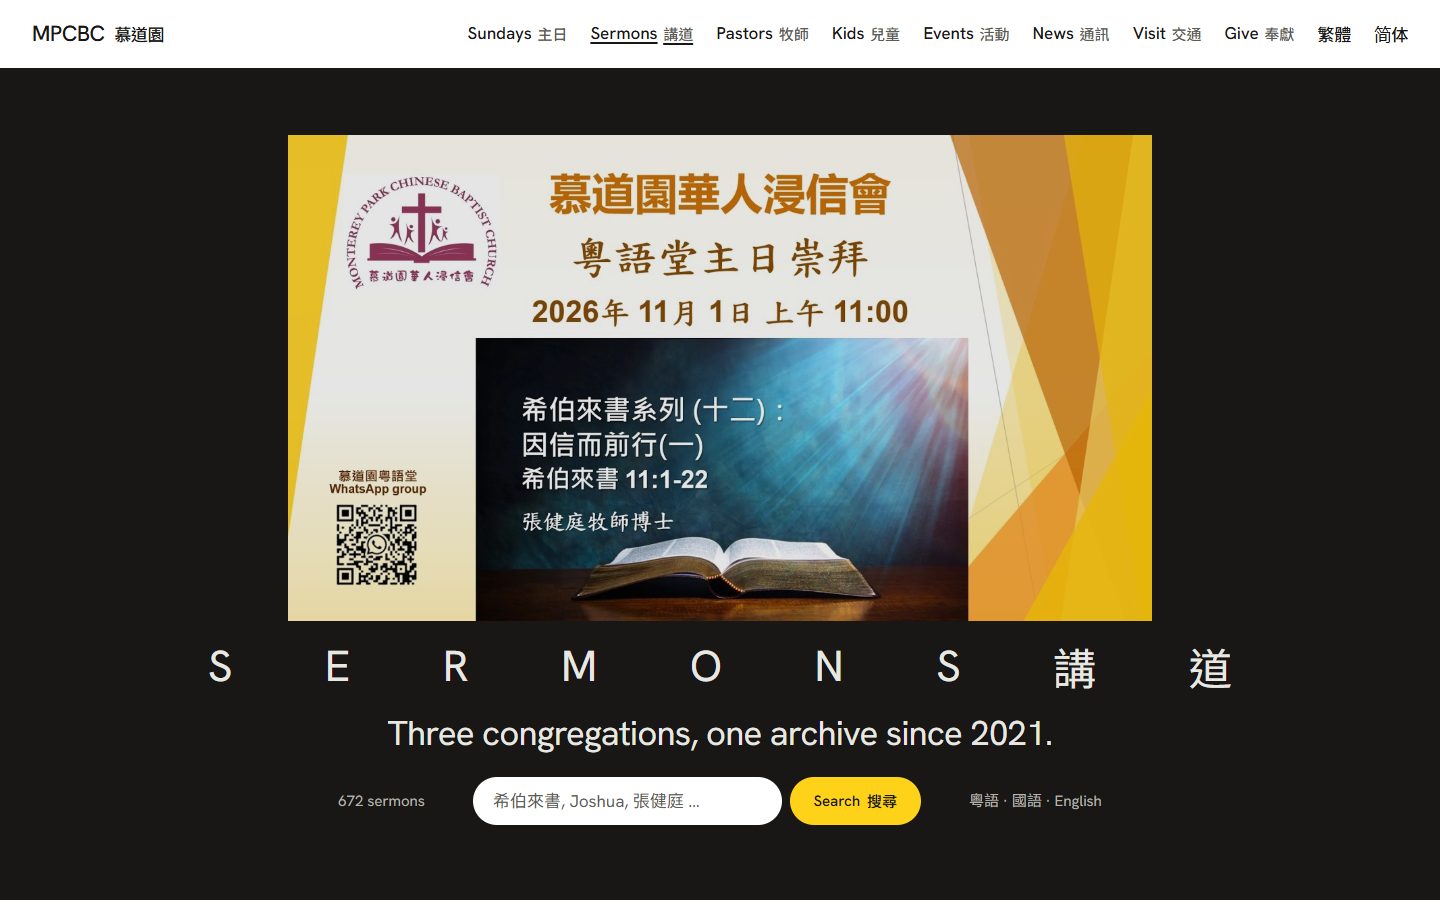 MPCBC 慕道園
Sundays 主日
Sermons 講道
Pastors 牧師
Kids 兒童
Events 活動
News 通訊
Visit 交通
Give 奉獻
繁體
简体
MONTEREY PARK CHINESE BAPTIST CHURCH
慕道園華人浸信會
慕道園華人浸信會
粵語堂主日崇拜
2026年 11月 1日 上午 11:00
希伯來書系列 (十二)：
因信而前行(一)
希伯來書 11:1-22
張健庭牧師博士
慕道園粵語堂
WhatsApp group
SERMONS講道
Three congregations, one archive since 2021.
672 sermons
希伯來書, Joshua, 張健庭 ...
Search 搜尋
粵語 · 國語 · English